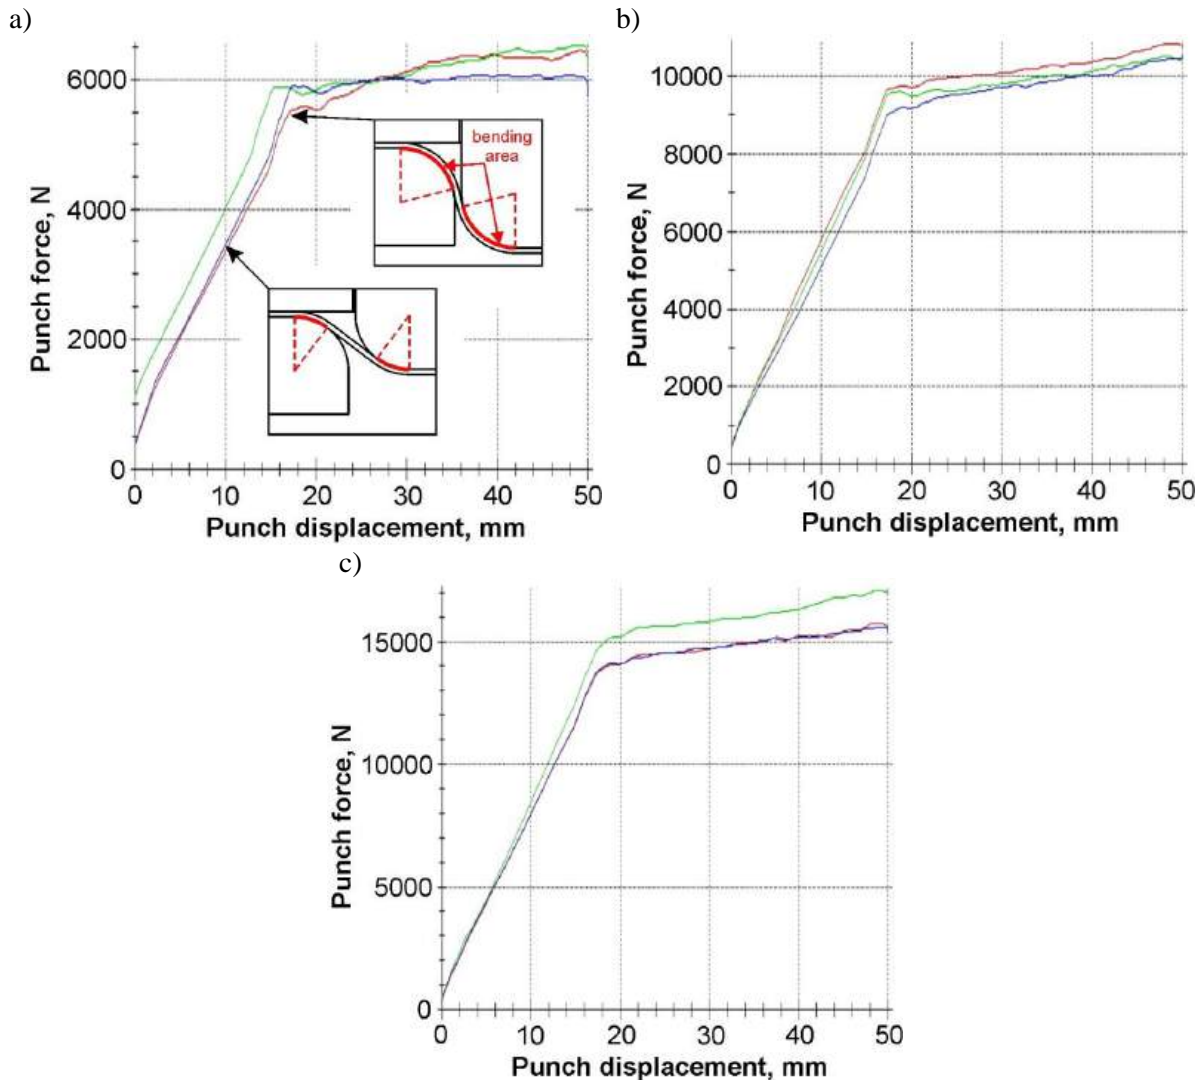 a)
b)
6000
4000
2000
0
Punch force, N
bending
area
0 10 20 30 40 50
Punch displacement, mm
10000
8000
6000
4000
2000
0
Punch force, N
0 10 20 30 40 50
Punch displacement, mm
c)
15000
10000
5000
0
Punch force, N
0 10 20 30 40 50
Punch displacement, mm